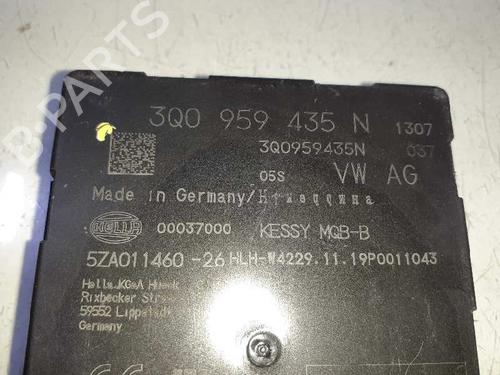 3Q0 959 435 N 1307
3Q0959435N 037
05S VW AG
Made in Germany/
HELLA 00037000 KESSY MQB-B
5ZA011460-26 HLH-W4229.11.19P0011043
Hella KGaA Hueck
Rixbecker
59552 Lippstadt
Germany
B-PARTS